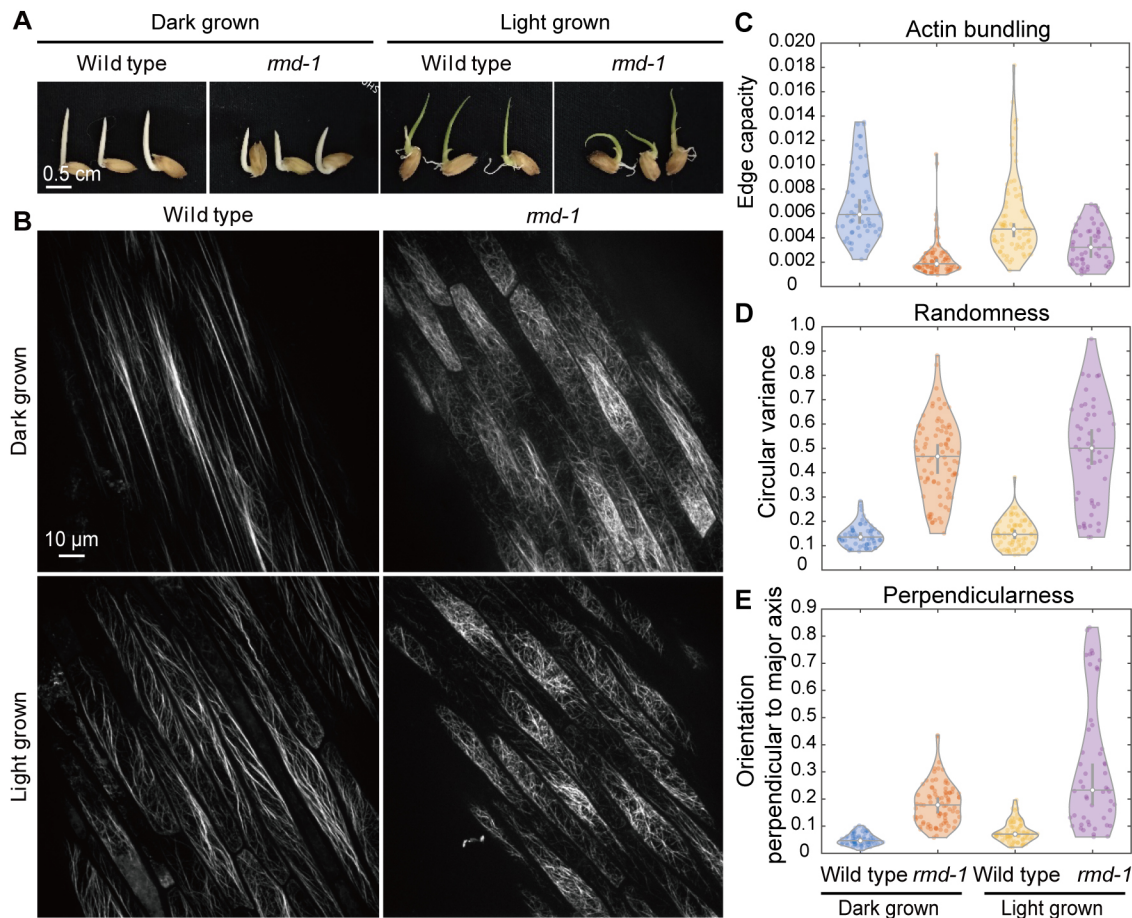 A
Dark grown
Light grown
Wild type
rmd-1
Wild type
rmd-1
0.5 cm
B
Wild type
rmd-1
Dark grown
10 µm
Light grown
C
Actin bundling
Edge capacity
0.020
0.018
0.016
0.014
0.012
0.010
0.008
0.006
0.004
0.002
0
D
Randomness
Circular variance
1.0
0.9
0.8
0.7
0.6
0.5
0.4
0.3
0.2
0.1
0
E
Perpendicularness
Orientation
perpendicular to major axis
0.9
0.8
0.7
0.6
0.5
0.4
0.3
0.2
0.1
0
Wild type rmd-1 Wild type rmd-1
Dark grown Light grown